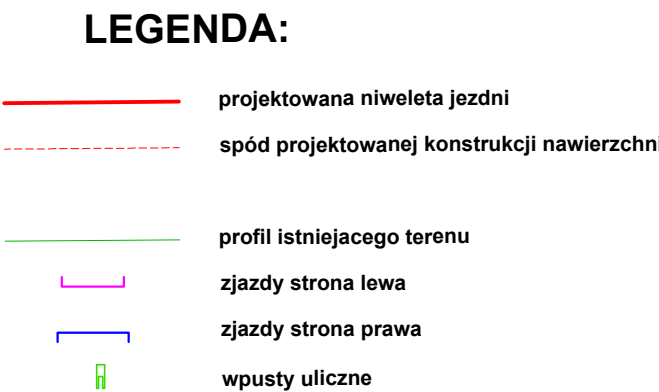 LEGENDA:
projektowana niweleta jezdni
spód projektowanej konstrukcji nawierzchni
profil istniejacego terenu
zjazdy strona lewa
zjazdy strona prawa
wpusty uliczne